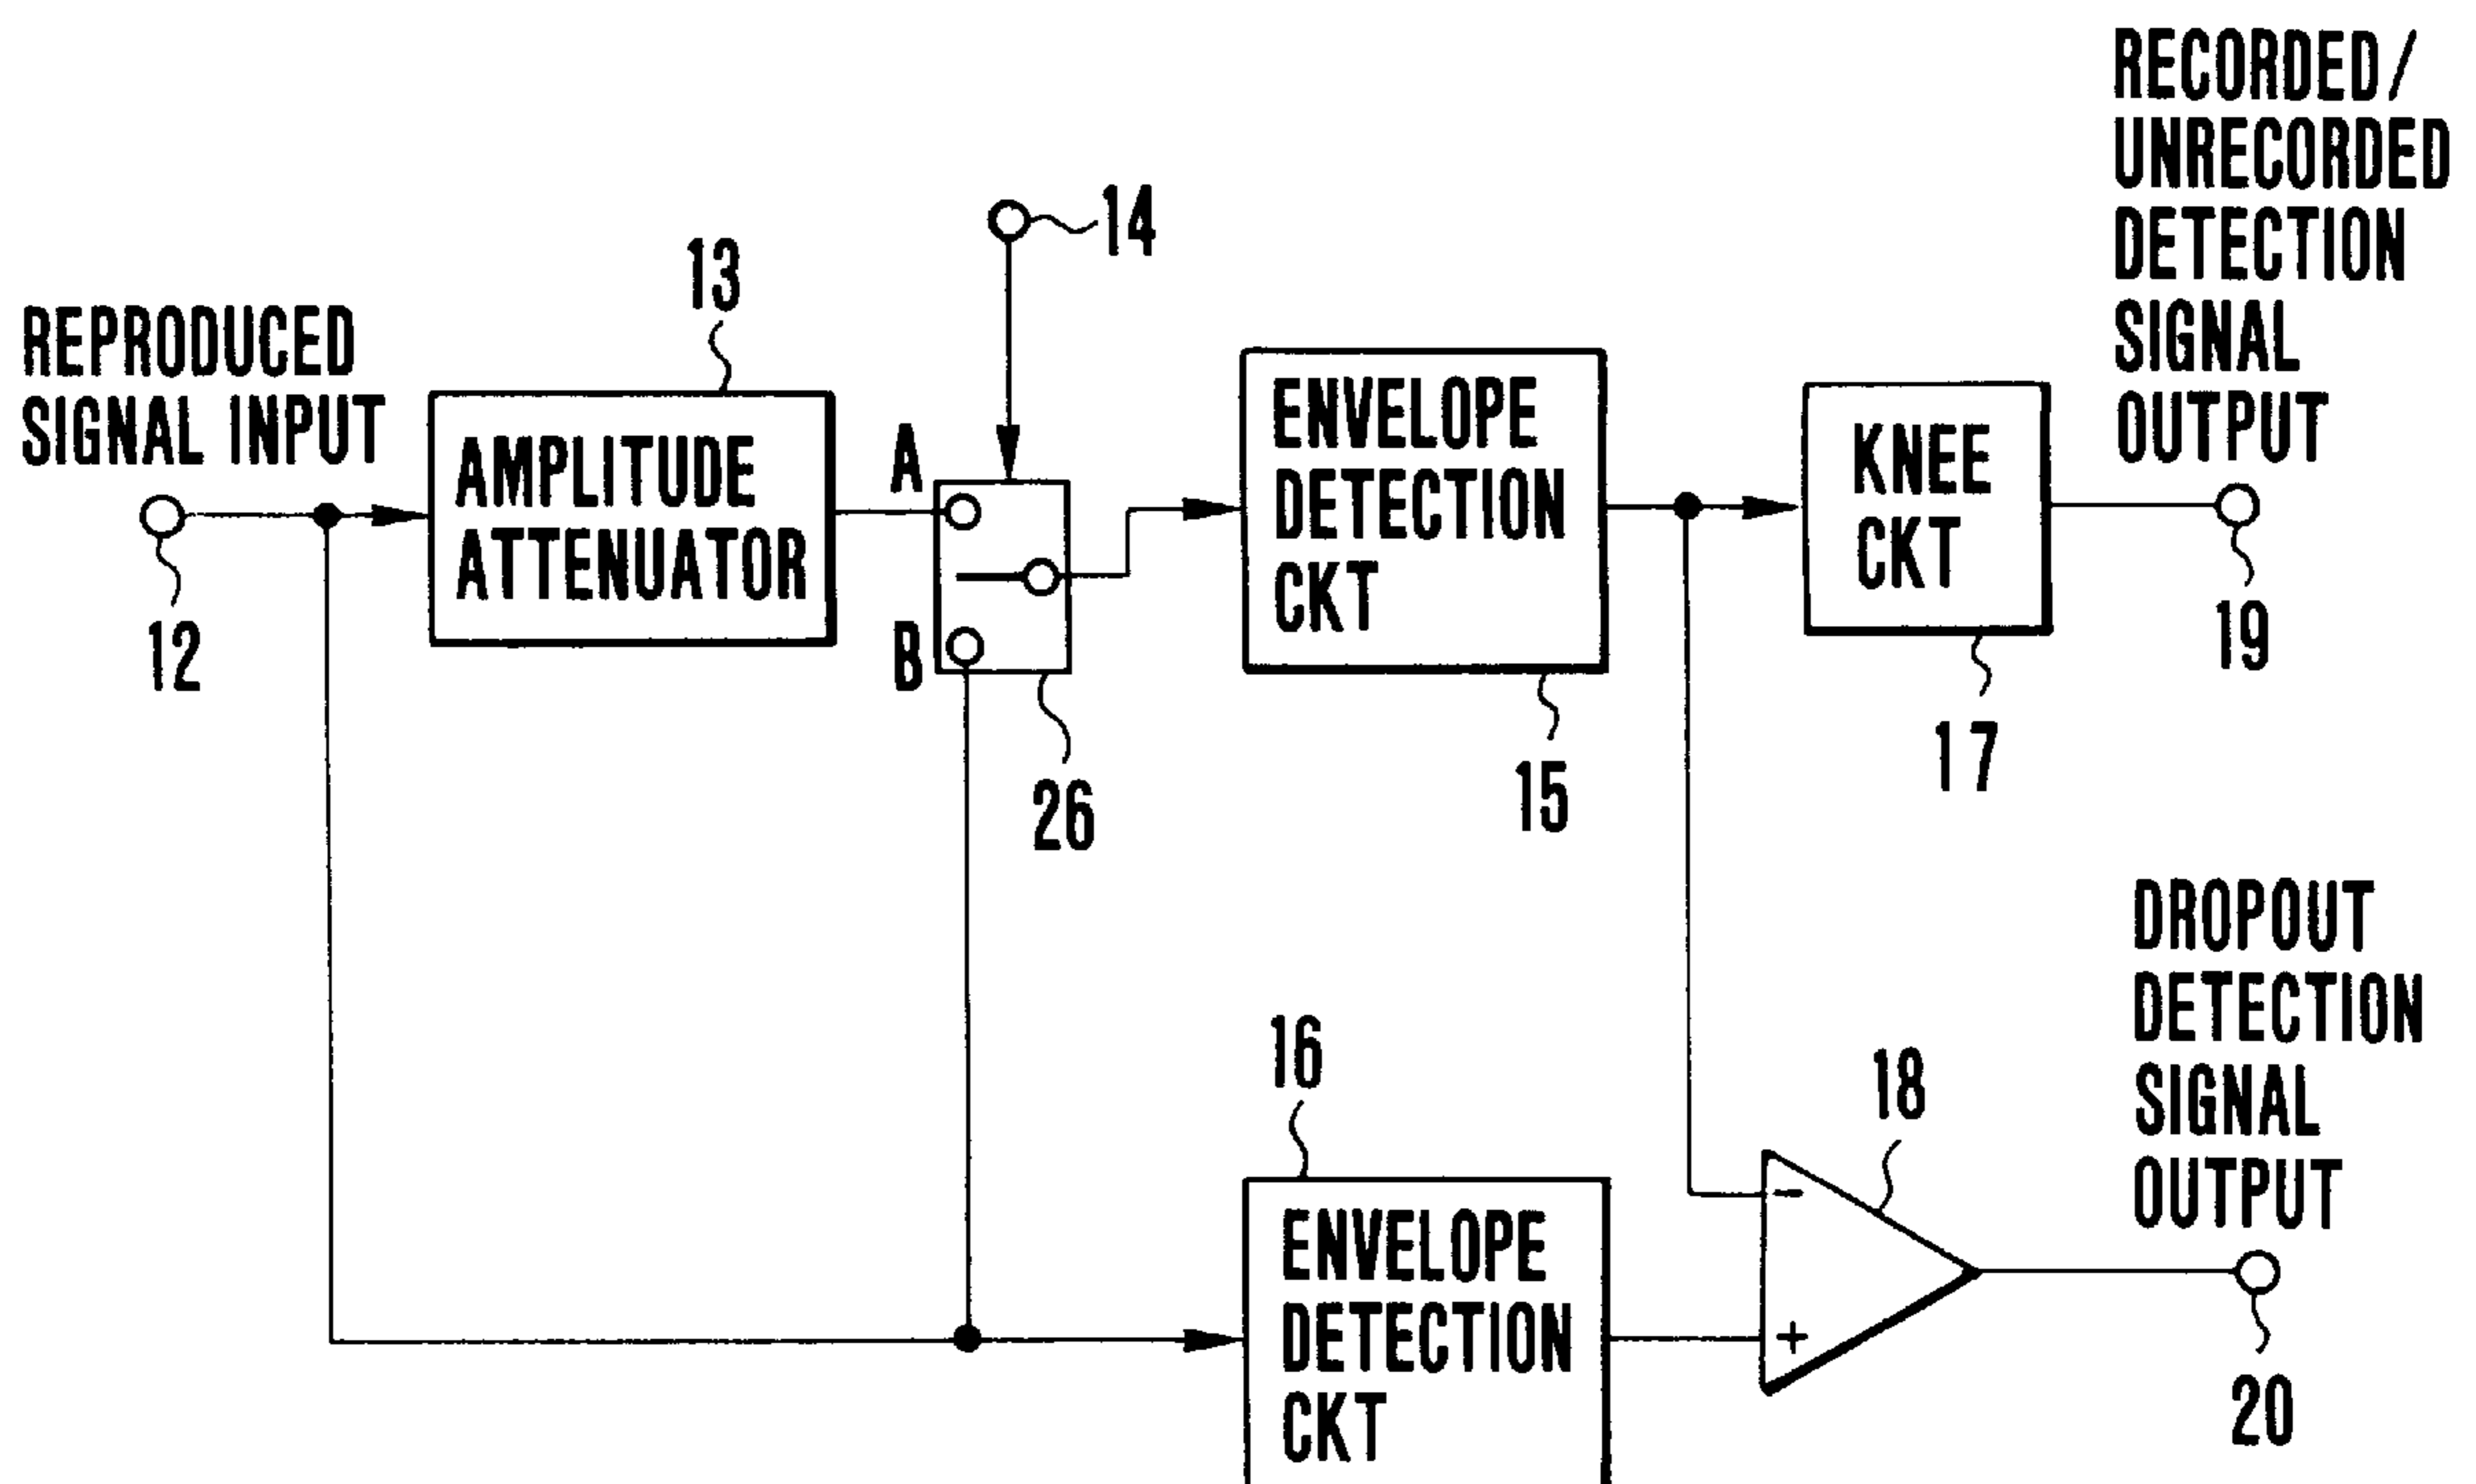 RECORDED/
UNRECORDED
DETECTION
SIGNAL
OUTPUT
14
13
REPRODUCED
SIGNAL INPUT
AMPLITUDE
ATTENUATOR
A
B
ENVELOPE
DETECTION
CKT
KNEE
CKT
12
26
15
17
19
DROPOUT
DETECTION
SIGNAL
OUTPUT
16
18
ENVELOPE
DETECTION
CKT
-
+
20